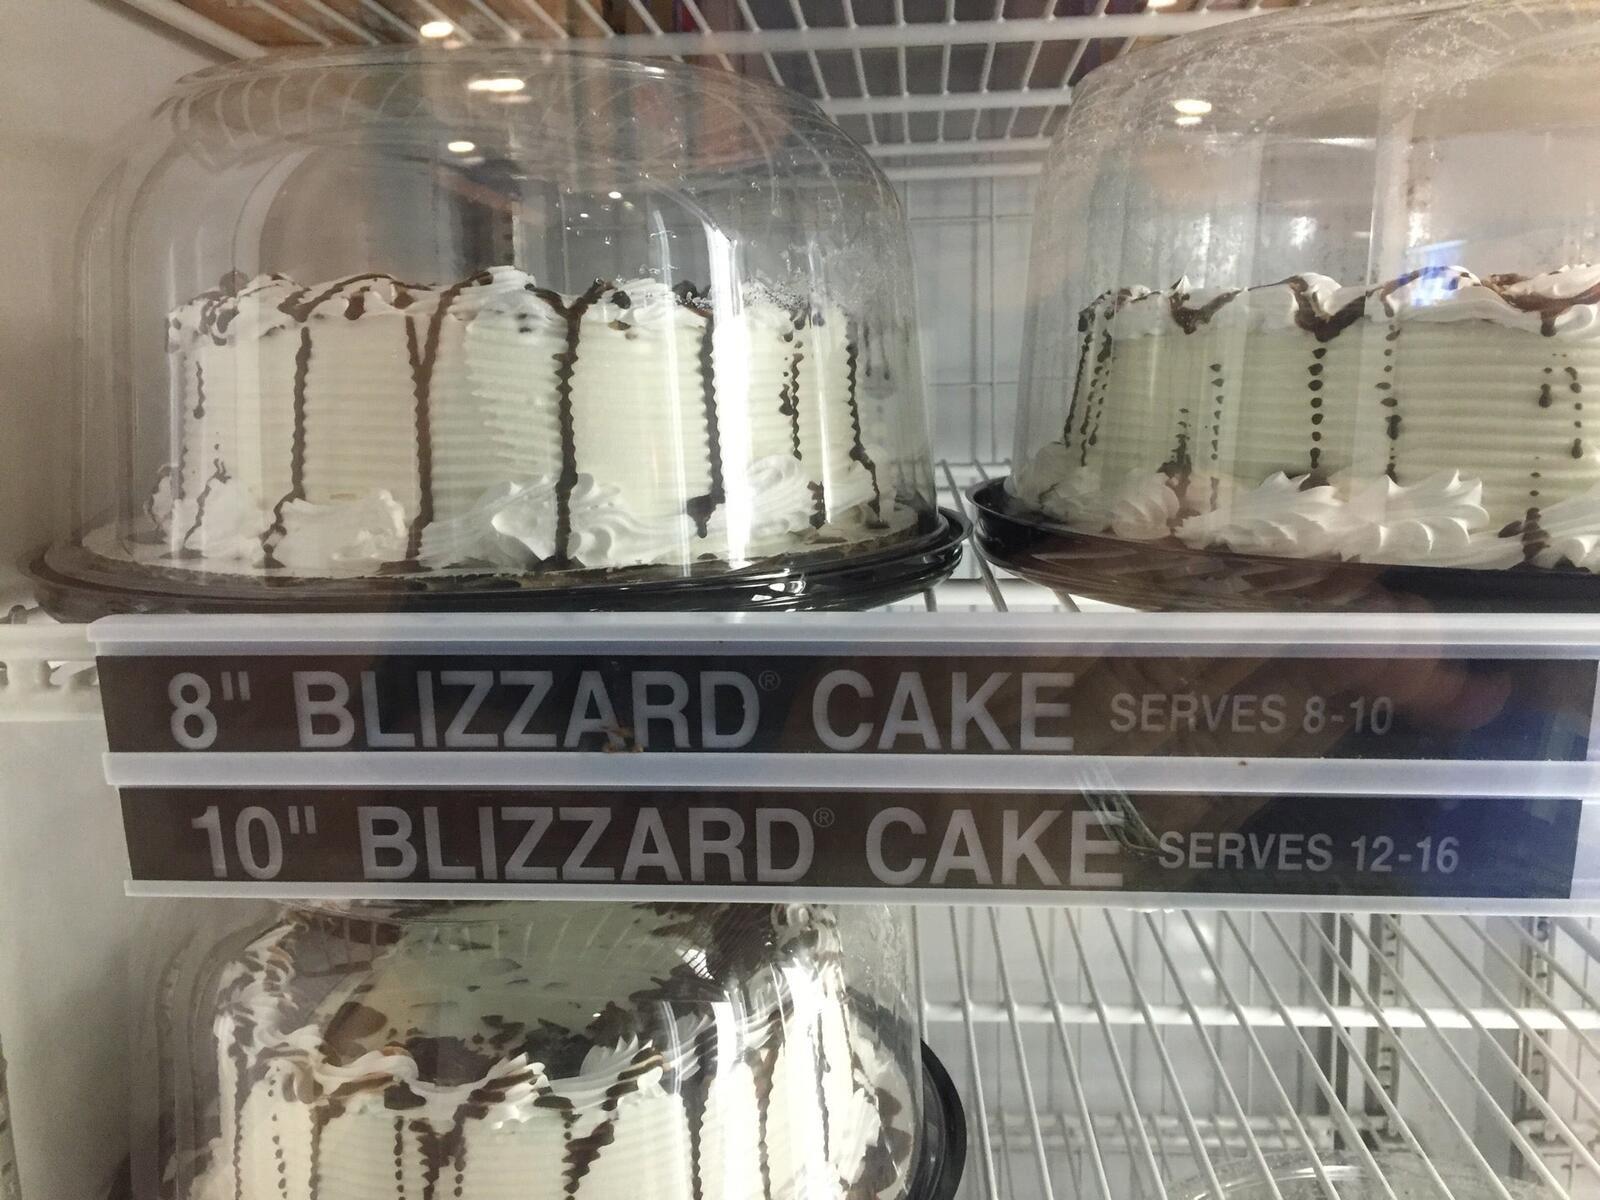 8" BLIZZARD® CAKE SERVES 8-10
10" BLIZZARD® CAKE SERVES 12-16